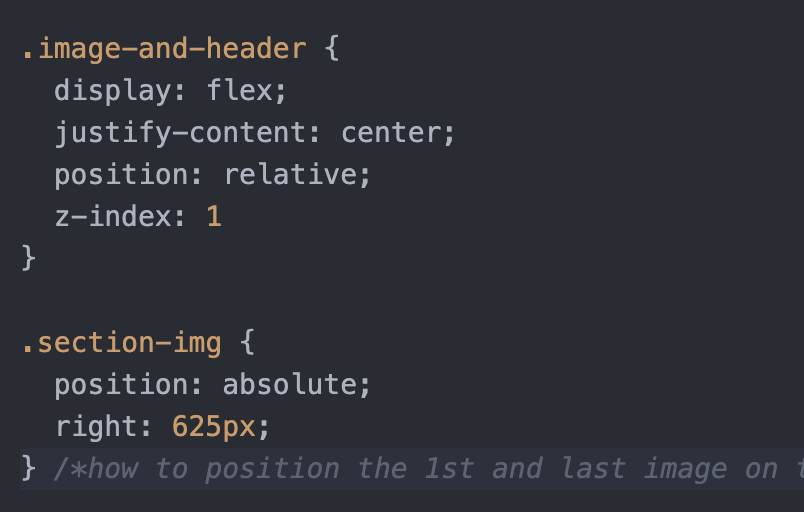 .image-and-header {
display: flex;
justify-content: center;
position: relative;
z-index: 1
}
.section-img {
position: absolute;
right: 625px;
} /*how to position the 1st and last image on